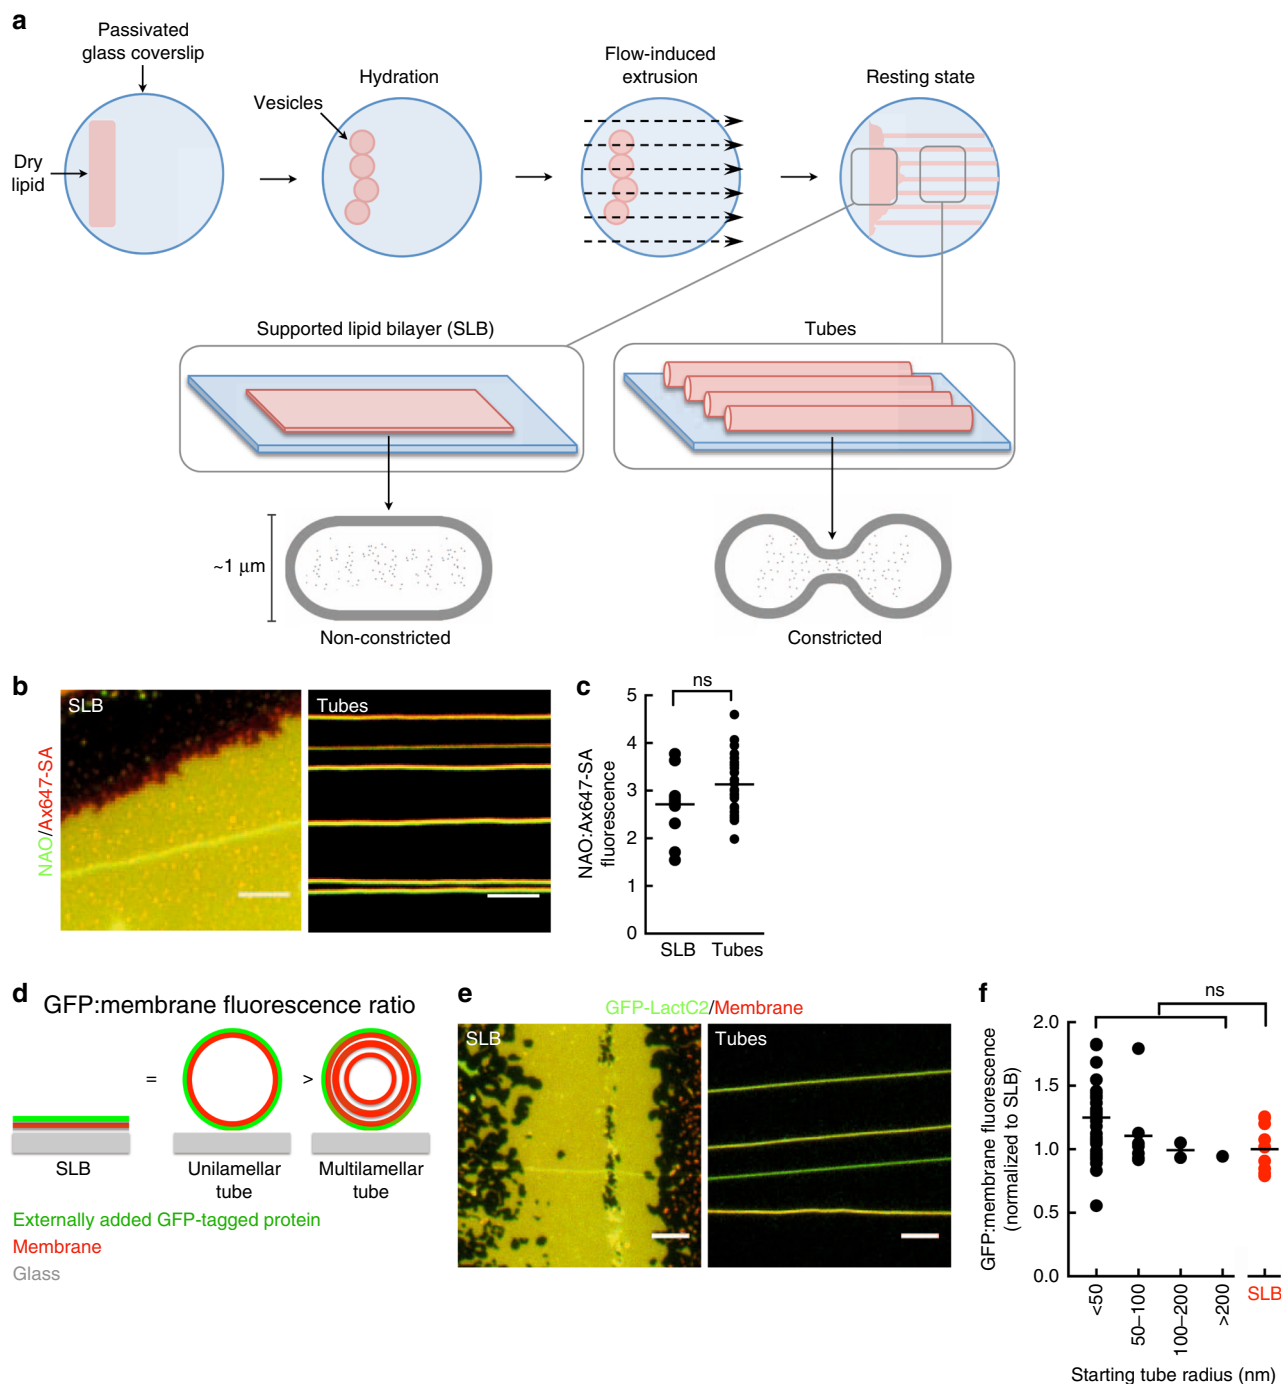 a
Passivated
glass coverslip
Hydration
Flow-induced
extrusion
Resting state
Vesicles
Dry
lipid
Supported lipid bilayer (SLB)
Tubes
~1 μm
Non-constricted
Constricted
b
NAO/Ax647-SA
SLB
Tubes
c
ns
NAO:Ax647-SA
fluorescence
5
4
3
2
1
0
SLB
Tubes
d
GFP:membrane fluorescence ratio
=
>
SLB
Unilamellar
tube
Multilamellar
tube
Externally added GFP-tagged protein
Membrane
Glass
e
GFP-LactC2/Membrane
SLB
Tubes
f
ns
GFP:membrane fluorescence
(normalized to SLB)
2.0
1.5
1.0
0.5
0.0
<50
50–100
100–200
>200
SLB
Starting tube radius (nm)